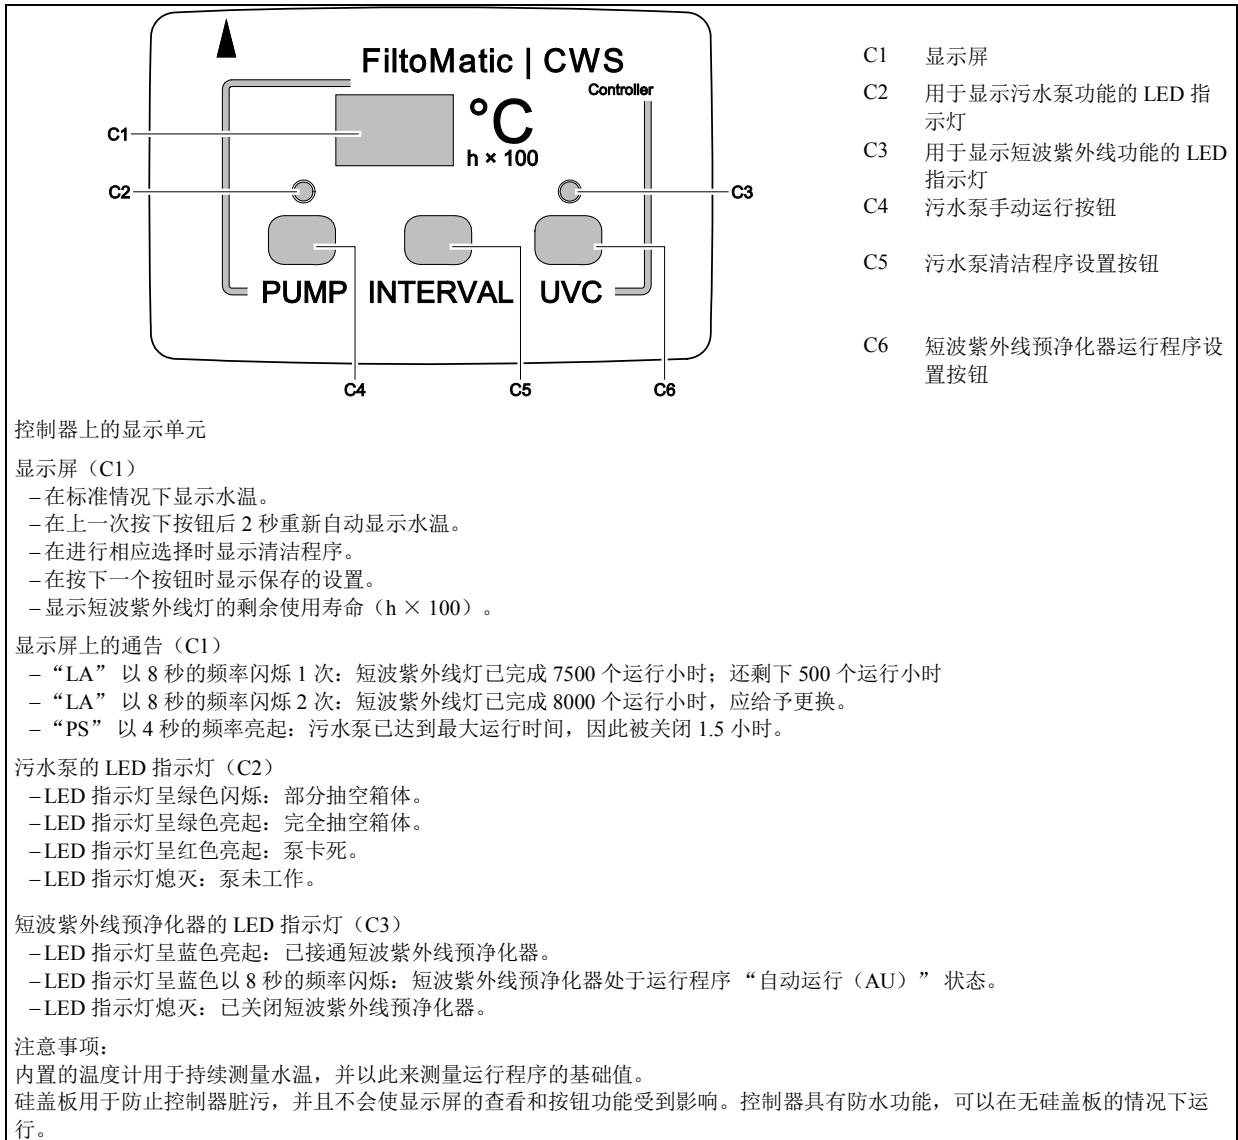 FiltoMatic | CWS
Controller
°C
h × 100
C1
C2
C3
PUMP INTERVAL UVC
C4
C5
C6
C1 显示屏
C2 用于显示污水泵功能的 LED 指
示灯
C3 用于显示短波紫外线功能的 LED
指示灯
C4 污水泵手动运行按钮
C5 污水泵清洁程序设置按钮
C6 短波紫外线预净化器运行程序设
置按钮
控制器上的显示单元
显示屏（C1）
–在标准情况下显示水温。
–在上一次按下按钮后 2 秒重新自动显示水温。
–在进行相应选择时显示清洁程序。
–在按下一个按钮时显示保存的设置。
–显示短波紫外线灯的剩余使用寿命（h × 100）。
显示屏上的通告（C1）
–“LA” 以 8 秒的频率闪烁 1 次：短波紫外线灯已完成 7500 个运行小时；还剩下 500 个运行小时
–“LA” 以 8 秒的频率闪烁 2 次：短波紫外线灯已完成 8000 个运行小时，应给予更换。
–“PS” 以 4 秒的频率亮起：污水泵已达到最大运行时间，因此被关闭 1.5 小时。
污水泵的 LED 指示灯（C2）
–LED 指示灯呈绿色闪烁：部分抽空箱体。
–LED 指示灯呈绿色亮起：完全抽空箱体。
–LED 指示灯呈红色亮起：泵卡死。
–LED 指示灯熄灭：泵未工作。
短波紫外线预净化器的 LED 指示灯（C3）
–LED 指示灯呈蓝色亮起：已接通短波紫外线预净化器。
–LED 指示灯呈蓝色以 8 秒的频率闪烁：短波紫外线预净化器处于运行程序 “自动运行（AU）” 状态。
–LED 指示灯熄灭：已关闭短波紫外线预净化器。
注意事项：
内置的温度计用于持续测量水温，并以此来测量运行程序的基础值。
硅盖板用于防止控制器脏污，并且不会使显示屏的查看和按钮功能受到影响。控制器具有防水功能，可以在无硅盖板的情况下运
行。